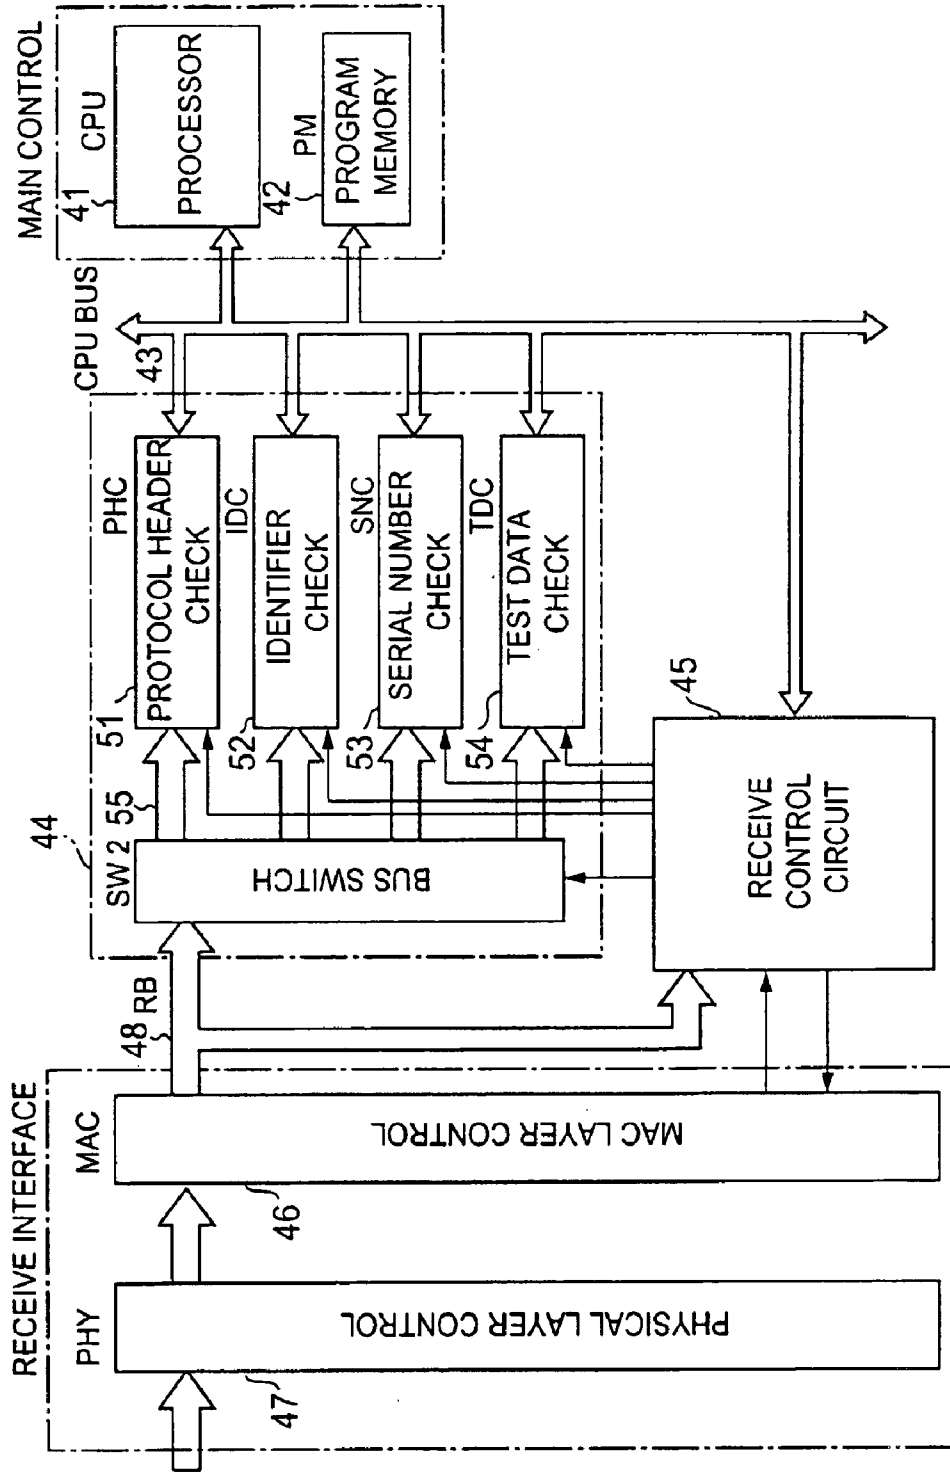 RECEIVE INTERFACE
PHY
PHYSICAL LAYER CONTROL
47
MAC
MAC LAYER CONTROL
46
48
RB
44
SW 2
BUS SWITCH
55
51
PHC
PROTOCOL HEADER
CHECK
52
IDC
IDENTIFIER
CHECK
53
SNC
SERIAL NUMBER
CHECK
54
TDC
TEST DATA
CHECK
45
RECEIVE
CONTROL
CIRCUIT
CPU BUS
43
MAIN CONTROL
41
CPU
PROCESSOR
42
PM
PROGRAM
MEMORY